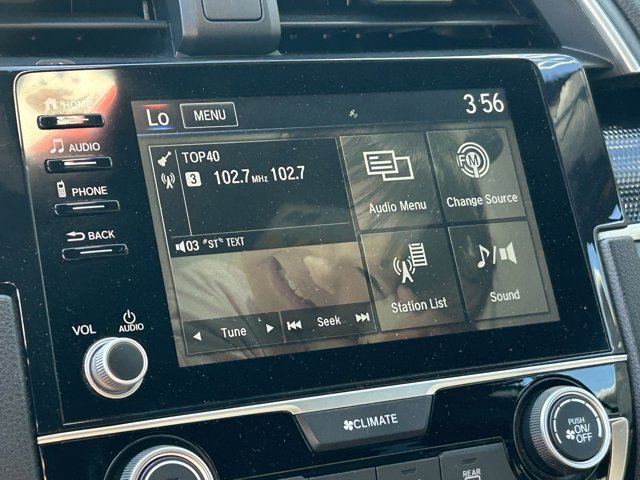 HOME
AUDIO
PHONE
BACK
VOL
AUDIO
Lo MENU 3:56
TOP40
3 102.7 MHz 102.7
03 "ST" TEXT
Tune
Seek
Audio Menu
FM
Change Source
Station List
Sound
CLIMATE
PUSH
ON/
OFF
REAR